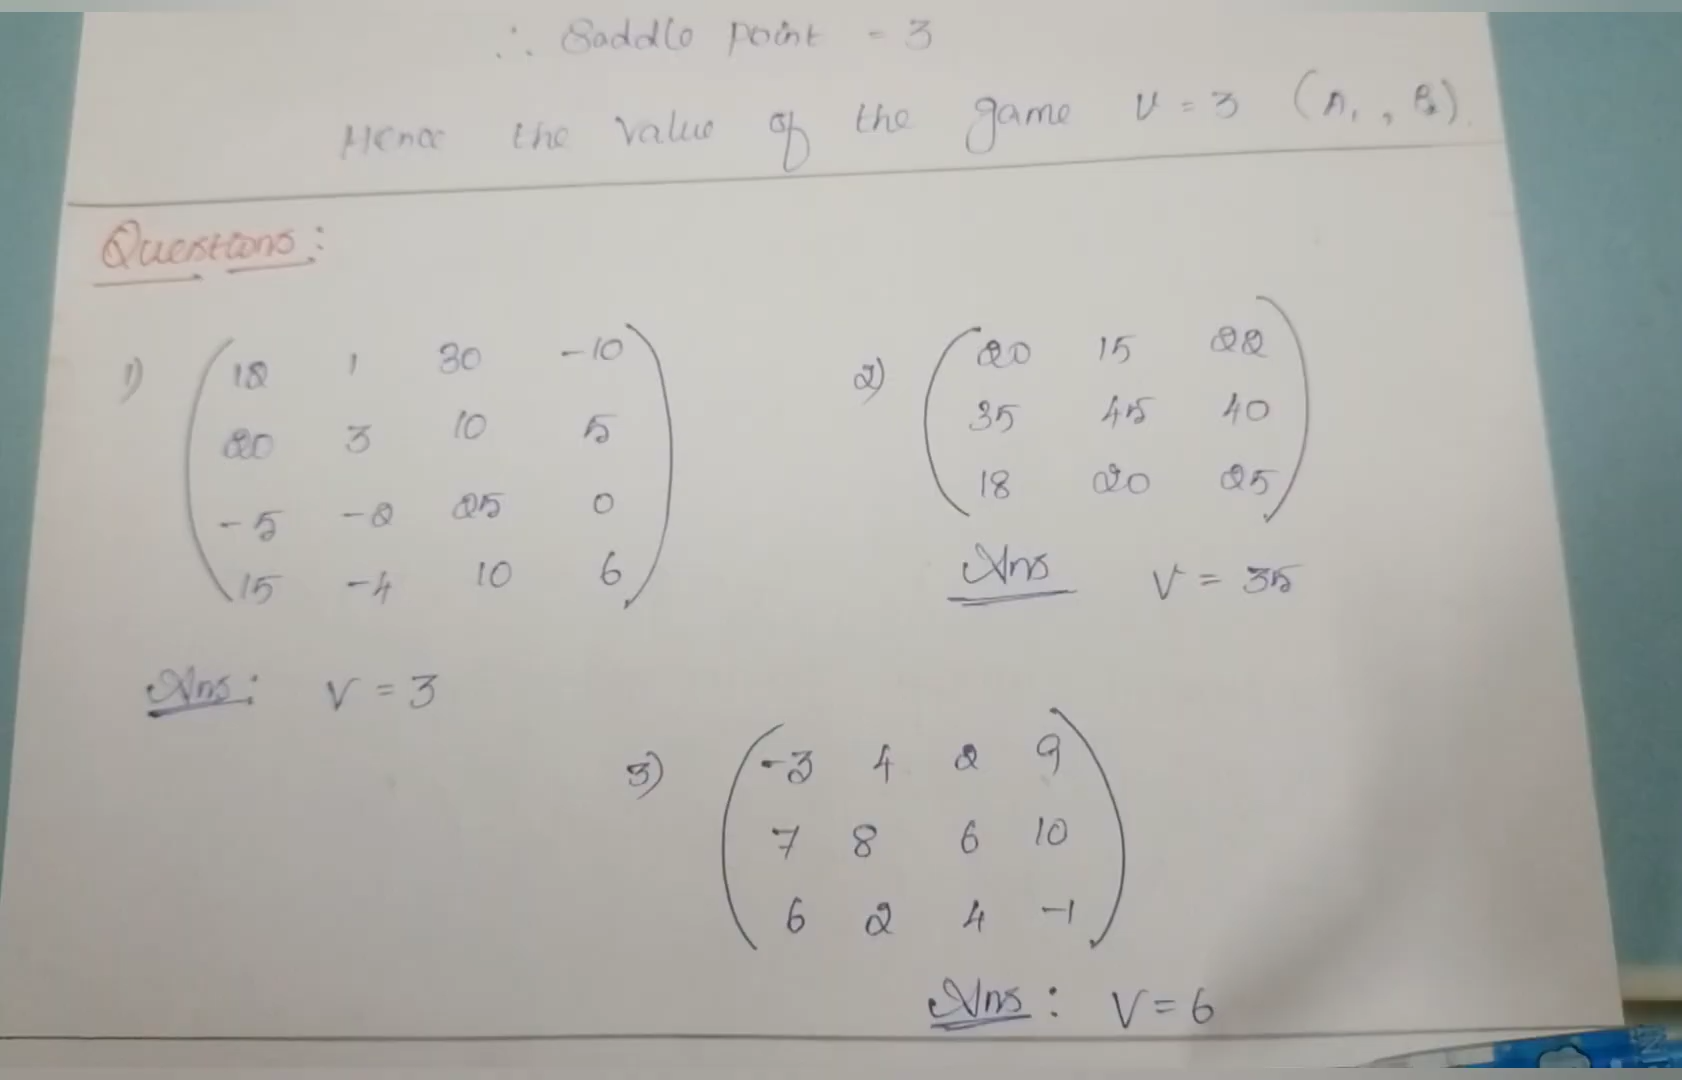 ∴ Saddle point = 3
Hence the value of the game V = 3 (A₁, B₂).
Questions:
1)
12 1 30 -10
20 3 10 5
-5 -2 25 0
15 -4 10 6
Ans: V = 3
2)
20 15 22
35 45 40
18 20 25
Ans V = 35
3)
-3 4 2 9
7 8 6 10
6 2 4 -1
Ans: V = 6